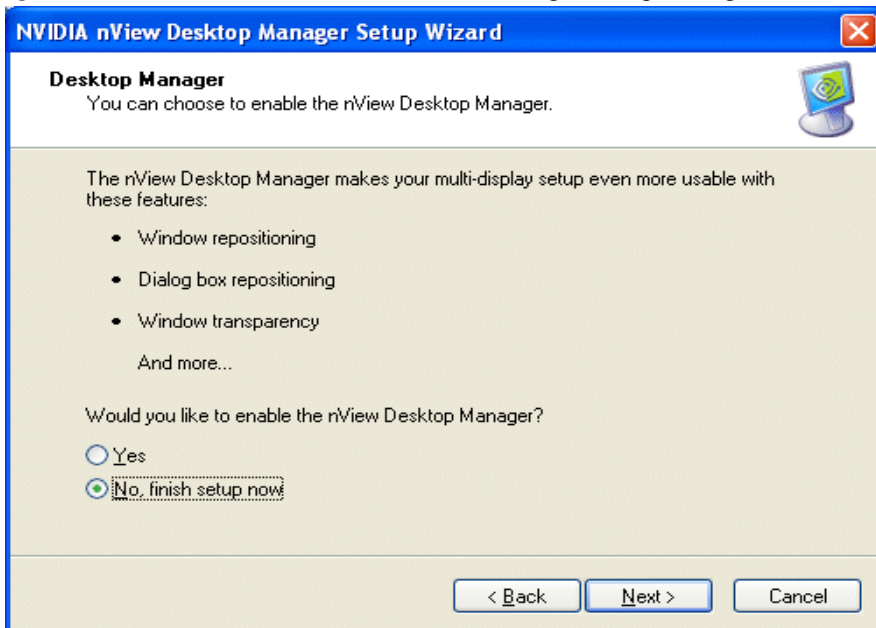 NVIDIA nView Desktop Manager Setup Wizard
Desktop Manager
You can choose to enable the nView Desktop Manager.
The nView Desktop Manager makes your multi-display setup even more usable with
these features:
• Window repositioning
• Dialog box repositioning
• Window transparency
And more...
Would you like to enable the nView Desktop Manager?
Yes
No, finish setup now
< Back
Next >
Cancel